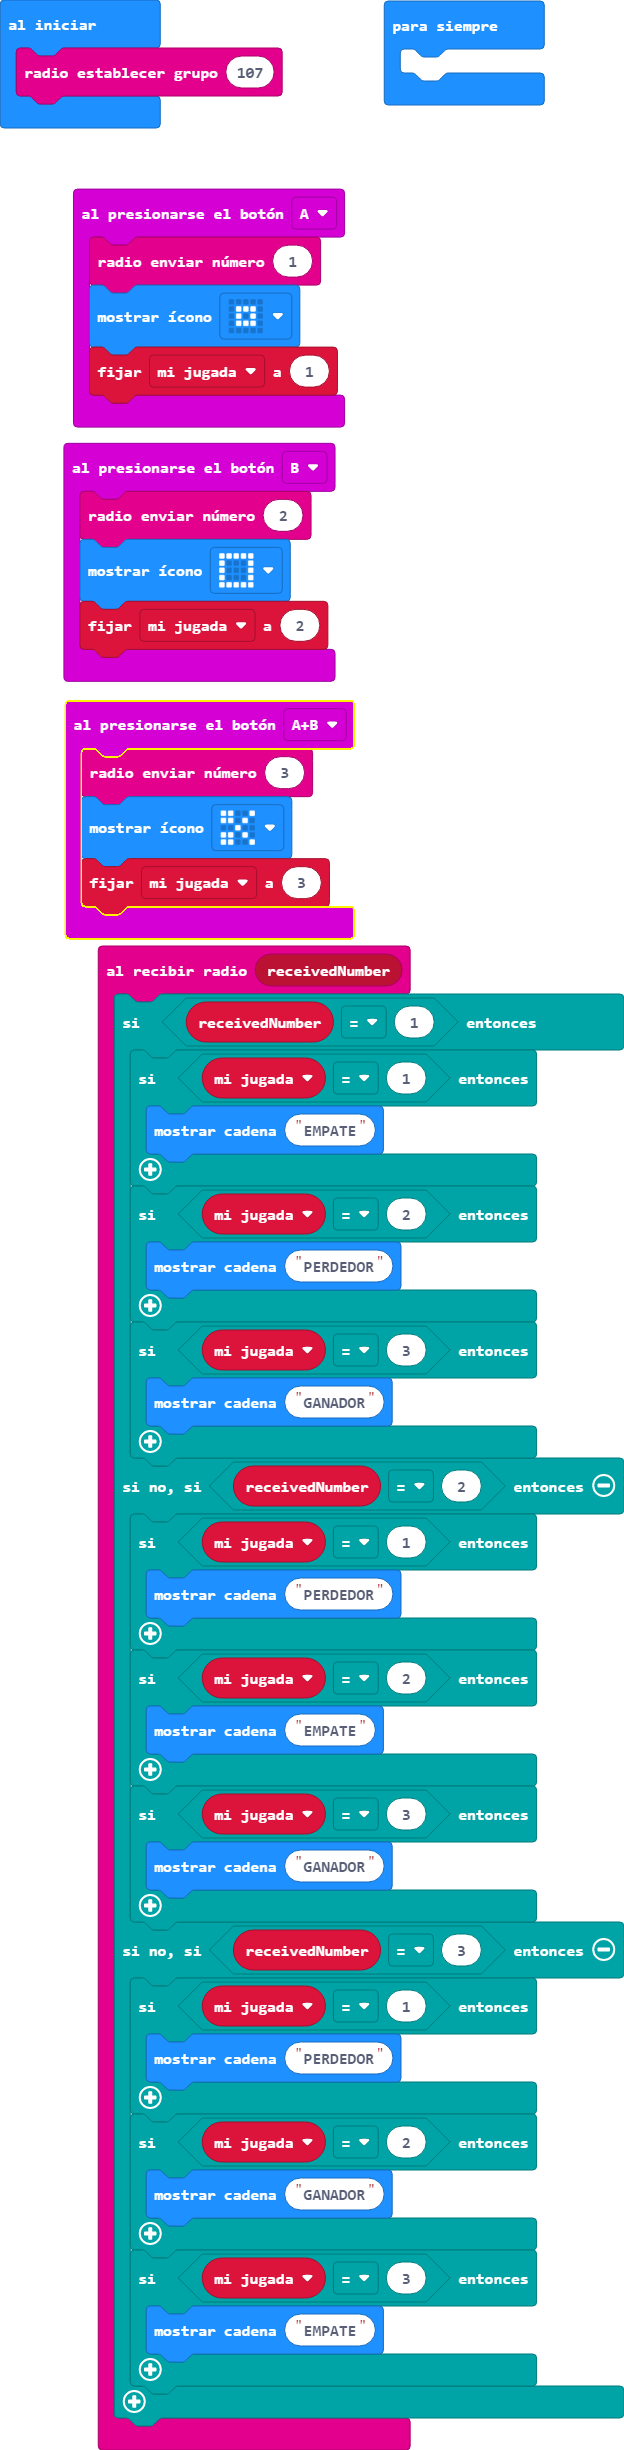 al iniciar
radio establecer grupo 107
para siempre
al presionarse el botón A
radio enviar número 1
mostrar ícono
fijar mi jugada a 1
al presionarse el botón B
radio enviar número 2
mostrar ícono
fijar mi jugada a 2
al presionarse el botón A+B
radio enviar número 3
mostrar ícono
fijar mi jugada a 3
al recibir radio receivedNumber
si receivedNumber = 1 entonces
si mi jugada = 1 entonces
mostrar cadena "EMPATE"
si mi jugada = 2 entonces
mostrar cadena "PERDEDOR"
si mi jugada = 3 entonces
mostrar cadena "GANADOR"
si no, si receivedNumber = 2 entonces
si mi jugada = 1 entonces
mostrar cadena "PERDEDOR"
si mi jugada = 2 entonces
mostrar cadena "EMPATE"
si mi jugada = 3 entonces
mostrar cadena "GANADOR"
si no, si receivedNumber = 3 entonces
si mi jugada = 1 entonces
mostrar cadena "PERDEDOR"
si mi jugada = 2 entonces
mostrar cadena "GANADOR"
si mi jugada = 3 entonces
mostrar cadena "EMPATE"